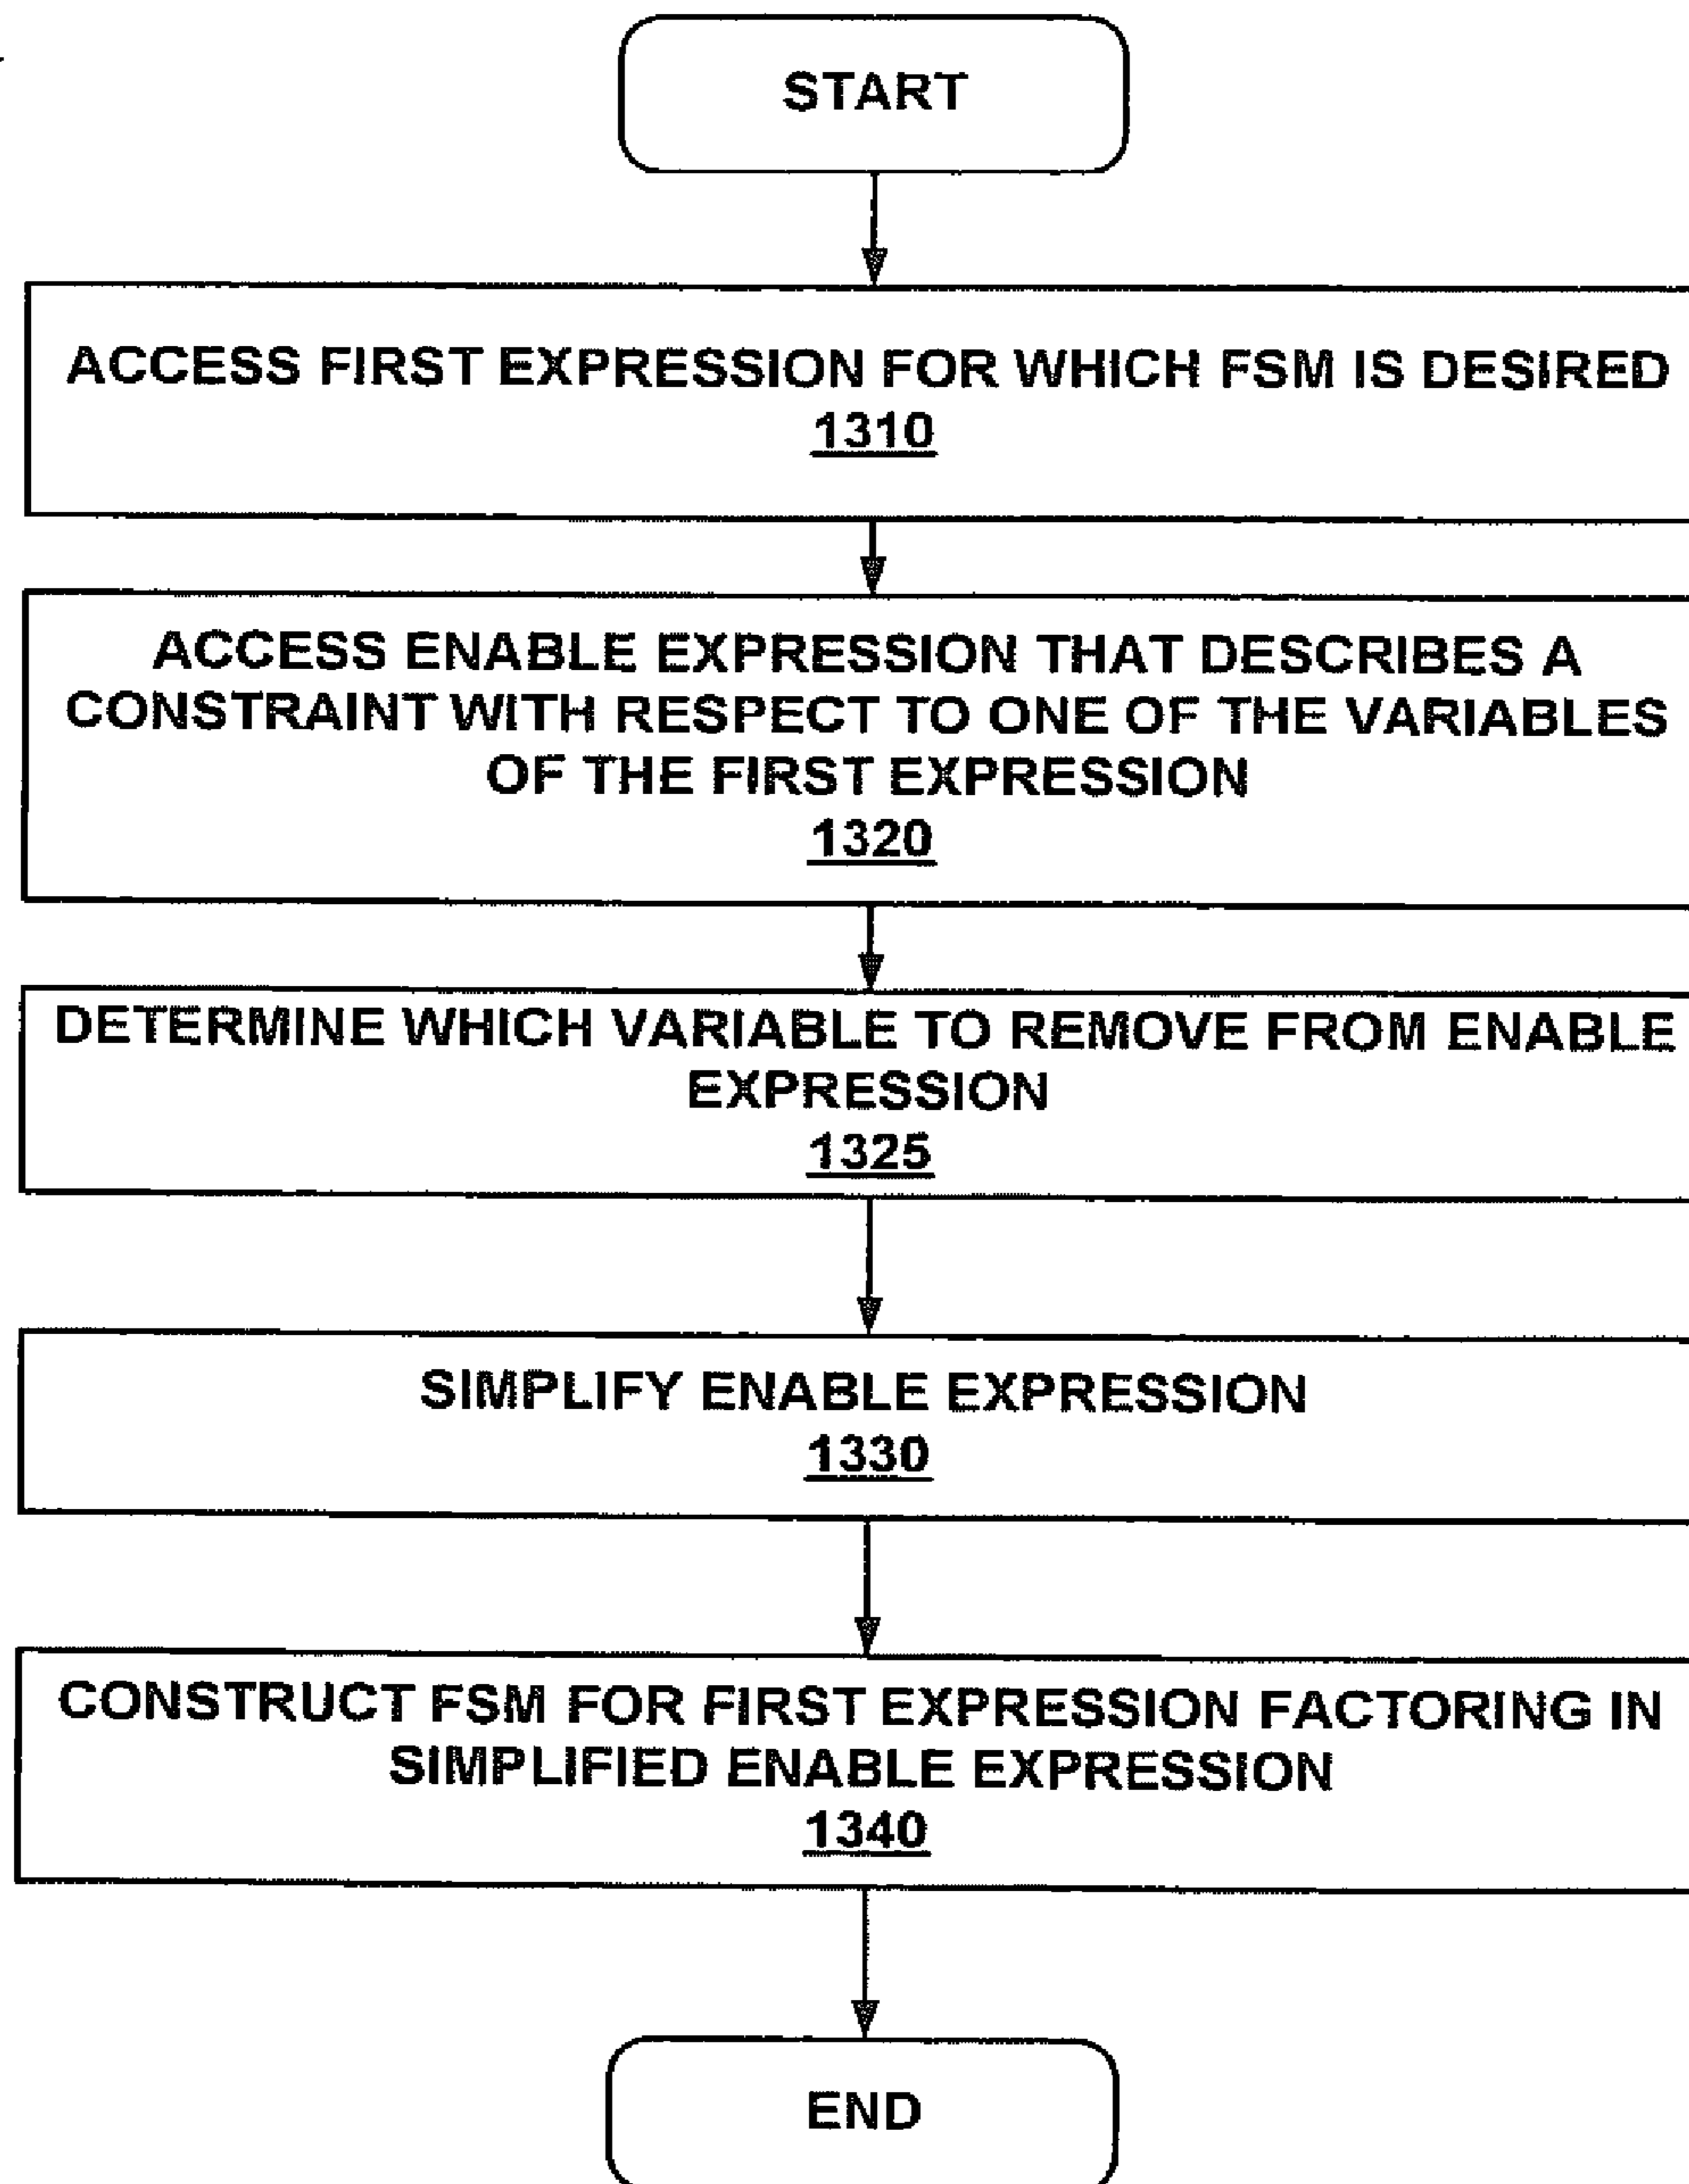 START
ACCESS FIRST EXPRESSION FOR WHICH FSM IS DESIRED
1310
ACCESS ENABLE EXPRESSION THAT DESCRIBES A
CONSTRAINT WITH RESPECT TO ONE OF THE VARIABLES
OF THE FIRST EXPRESSION
1320
DETERMINE WHICH VARIABLE TO REMOVE FROM ENABLE
EXPRESSION
1325
SIMPLIFY ENABLE EXPRESSION
1330
CONSTRUCT FSM FOR FIRST EXPRESSION FACTORING IN
SIMPLIFIED ENABLE EXPRESSION
1340
END